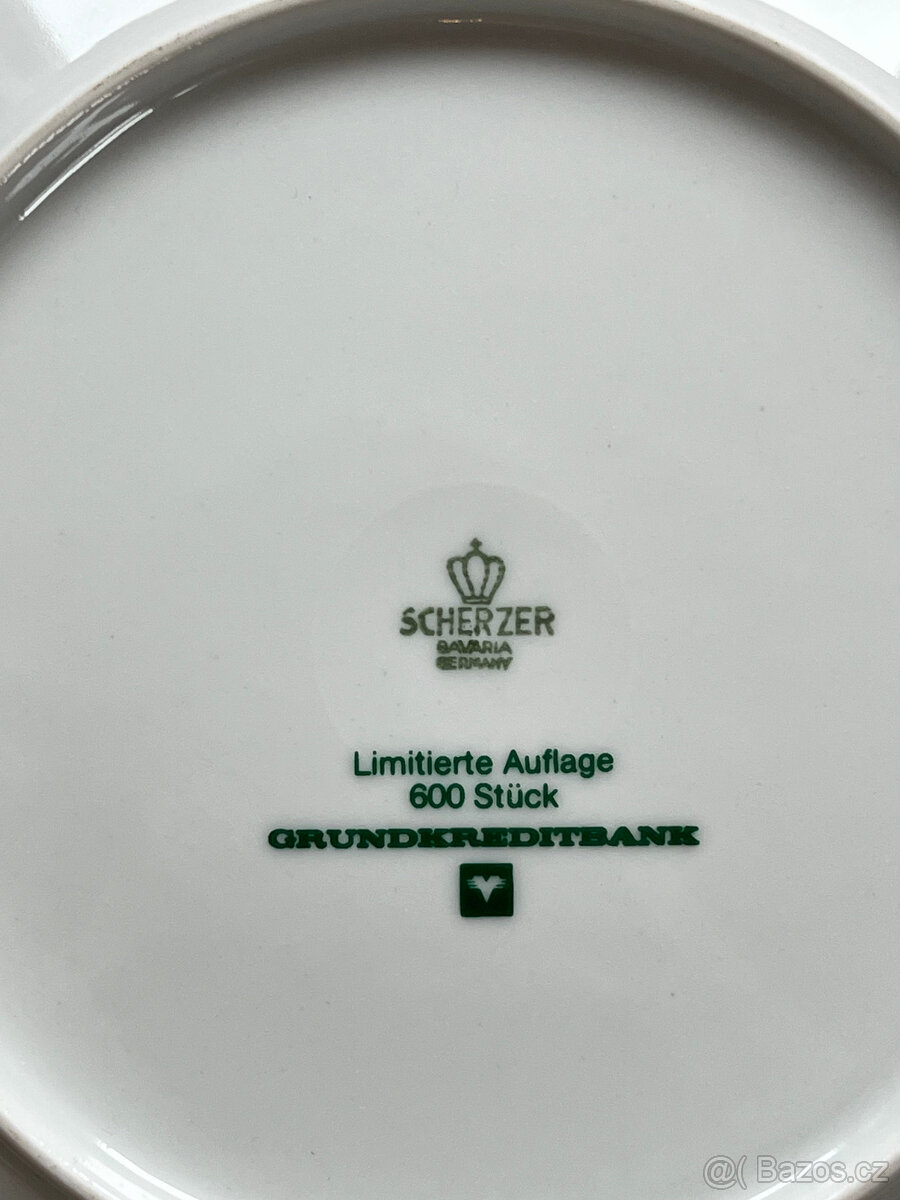 SCHERZER
BAVARIA
GERMANY
Limitierte Auflage
600 Stück
GRUNDKREDITBANK
@( Bazos.cz